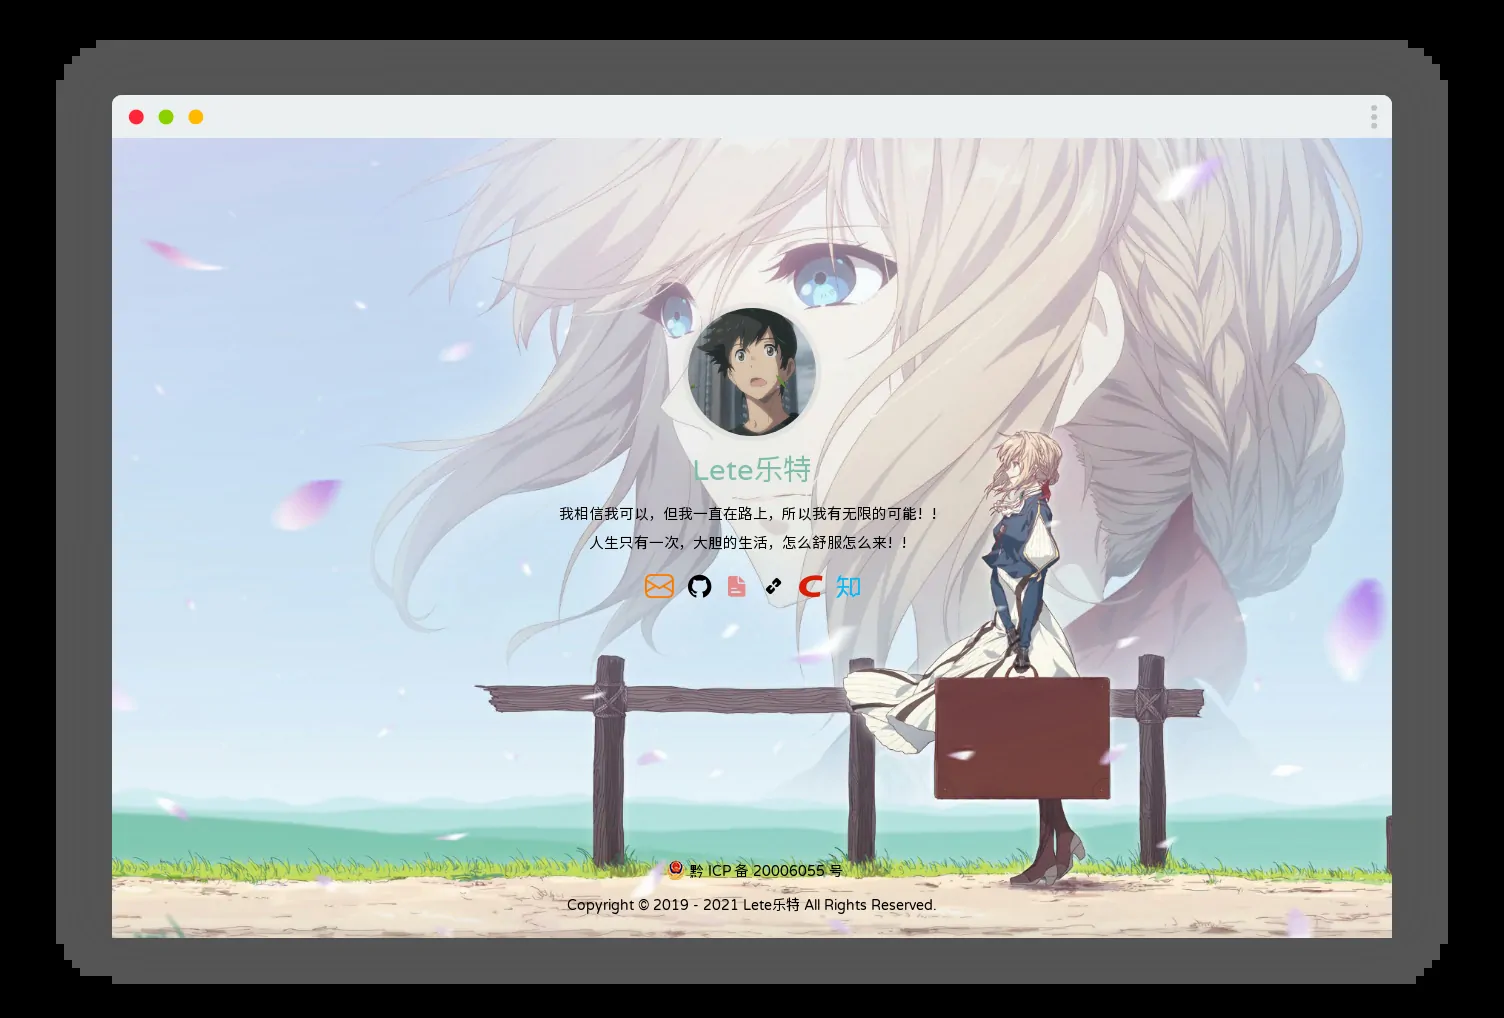 Lete乐特
我相信我可以，但我一直在路上，所以我有无限的可能！！
人生只有一次，大胆的生活，怎么舒服怎么来！！
知
黔 ICP 备 20006055 号
Copyright © 2019 - 2021 Lete乐特 All Rights Reserved.